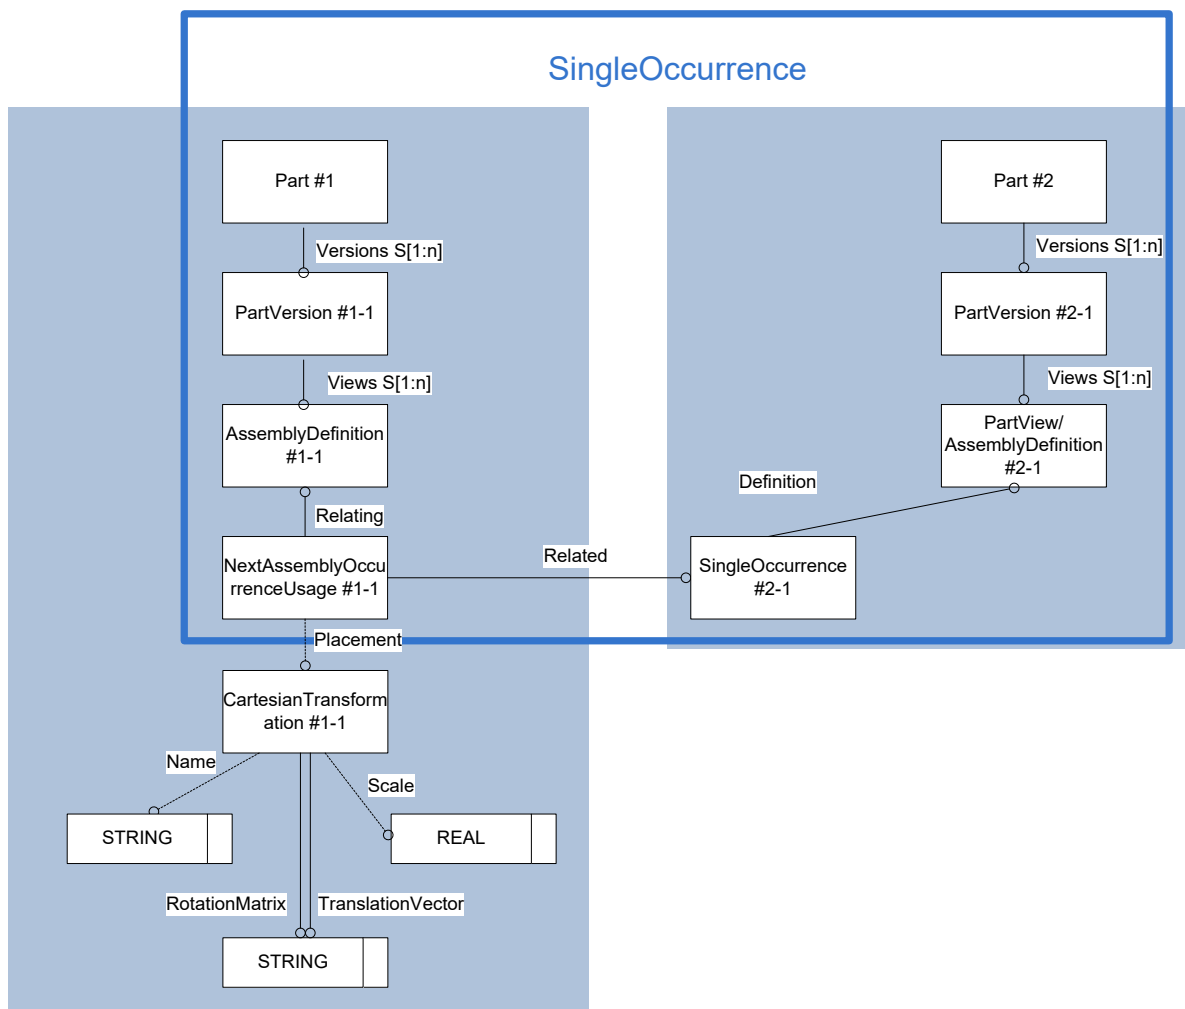 SingleOccurrence
Part #1
Part #2
Versions S[1:n]
Versions S[1:n]
PartVersion #1-1
PartVersion #2-1
Views S[1:n]
Views S[1:n]
AssemblyDefinition
#1-1
PartView/
AssemblyDefinition
#2-1
Definition
Relating
NextAssemblyOccu
rrenceUsage #1-1
Related
SingleOccurrence
#2-1
Placement
CartesianTransform
ation #1-1
Name
Scale
STRING
REAL
RotationMatrix
TranslationVector
STRING